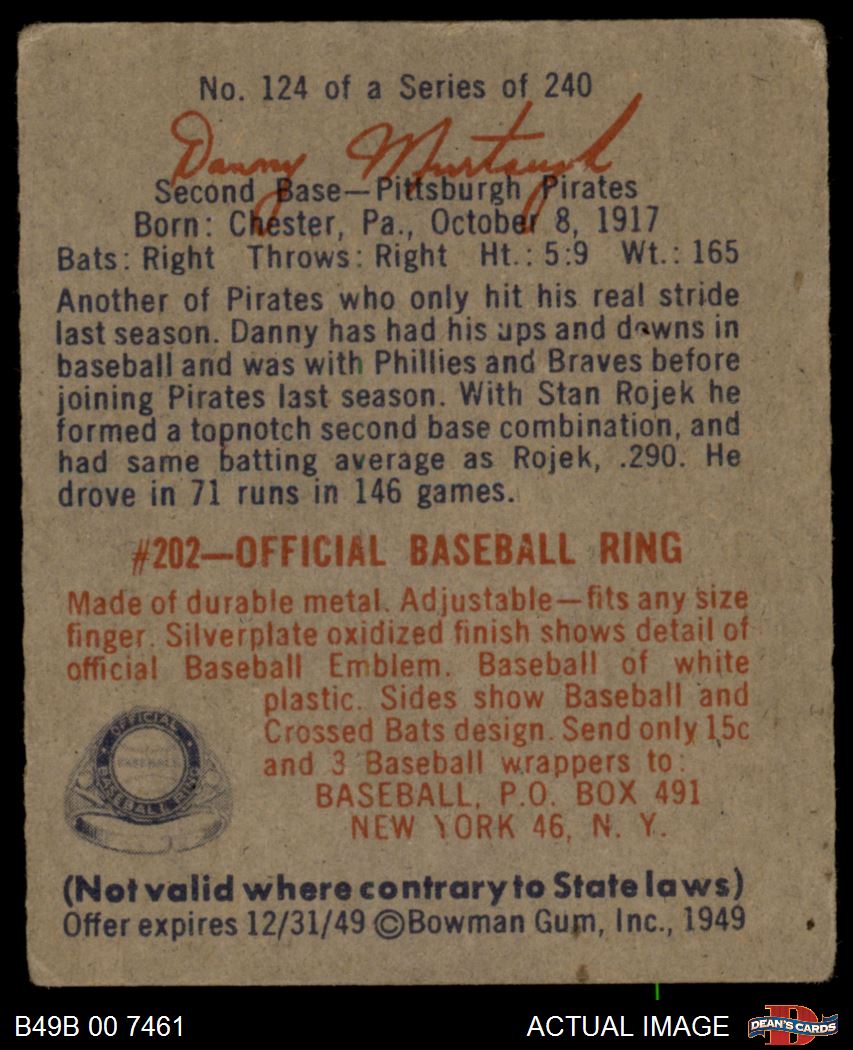 No. 124 of a Series of 240
Danny Murtaugh
Second Base—Pittsburgh Pirates
Born: Chester, Pa., October 8, 1917
Bats: Right Throws: Right Ht.: 5:9 Wt.: 165
Another of Pirates who only hit his real stride
last season. Danny has had his ups and downs in
baseball and was with Phillies and Braves before
joining Pirates last season. With Stan Rojek he
formed a topnotch second base combination, and
had same batting average as Rojek, .290. He
drove in 71 runs in 146 games.
#202—OFFICIAL BASEBALL RING
Made of durable metal. Adjustable—fits any size
finger. Silverplate oxidized finish shows detail of
official Baseball Emblem. Baseball of white
plastic. Sides show Baseball and
Crossed Bats design. Send only 15c
and 3 Baseball wrappers to:
BASEBALL, P.O. BOX 491
NEW YORK 46, N. Y.
OFFICIAL
BASEBALL
BASEBALL RING
(Not valid where contrary to State laws)
Offer expires 12/31/49 ©Bowman Gum, Inc., 1949
B49B 00 7461
ACTUAL IMAGE
DEAN'S CARDS